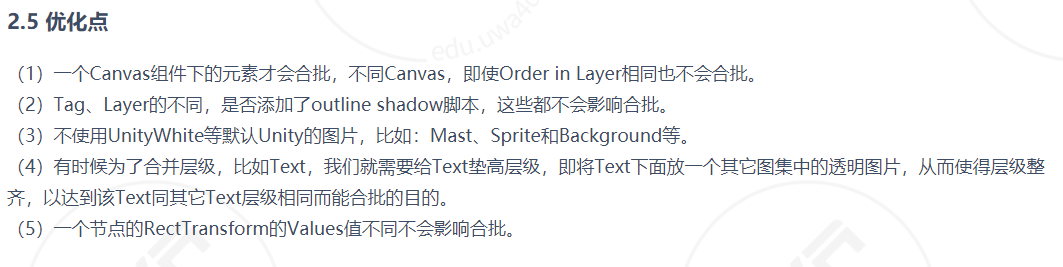 2.5 优化点
（1）一个Canvas组件下的元素才会合批，不同Canvas，即使Order in Layer相同也不会合批。
（2）Tag、Layer的不同，是否添加了outline shadow脚本，这些都不会影响合批。
（3）不使用UnityWhite等默认Unity的图片，比如：Mast、Sprite和Background等。
（4）有时候为了合并层级，比如Text，我们就需要给Text垫高层级，即将Text下面放一个其它图集中的透明图片，从而使得层级整
齐，以达到该Text同其它Text层级相同而能合批的目的。
（5）一个节点的RectTransform的Values值不同不会影响合批。